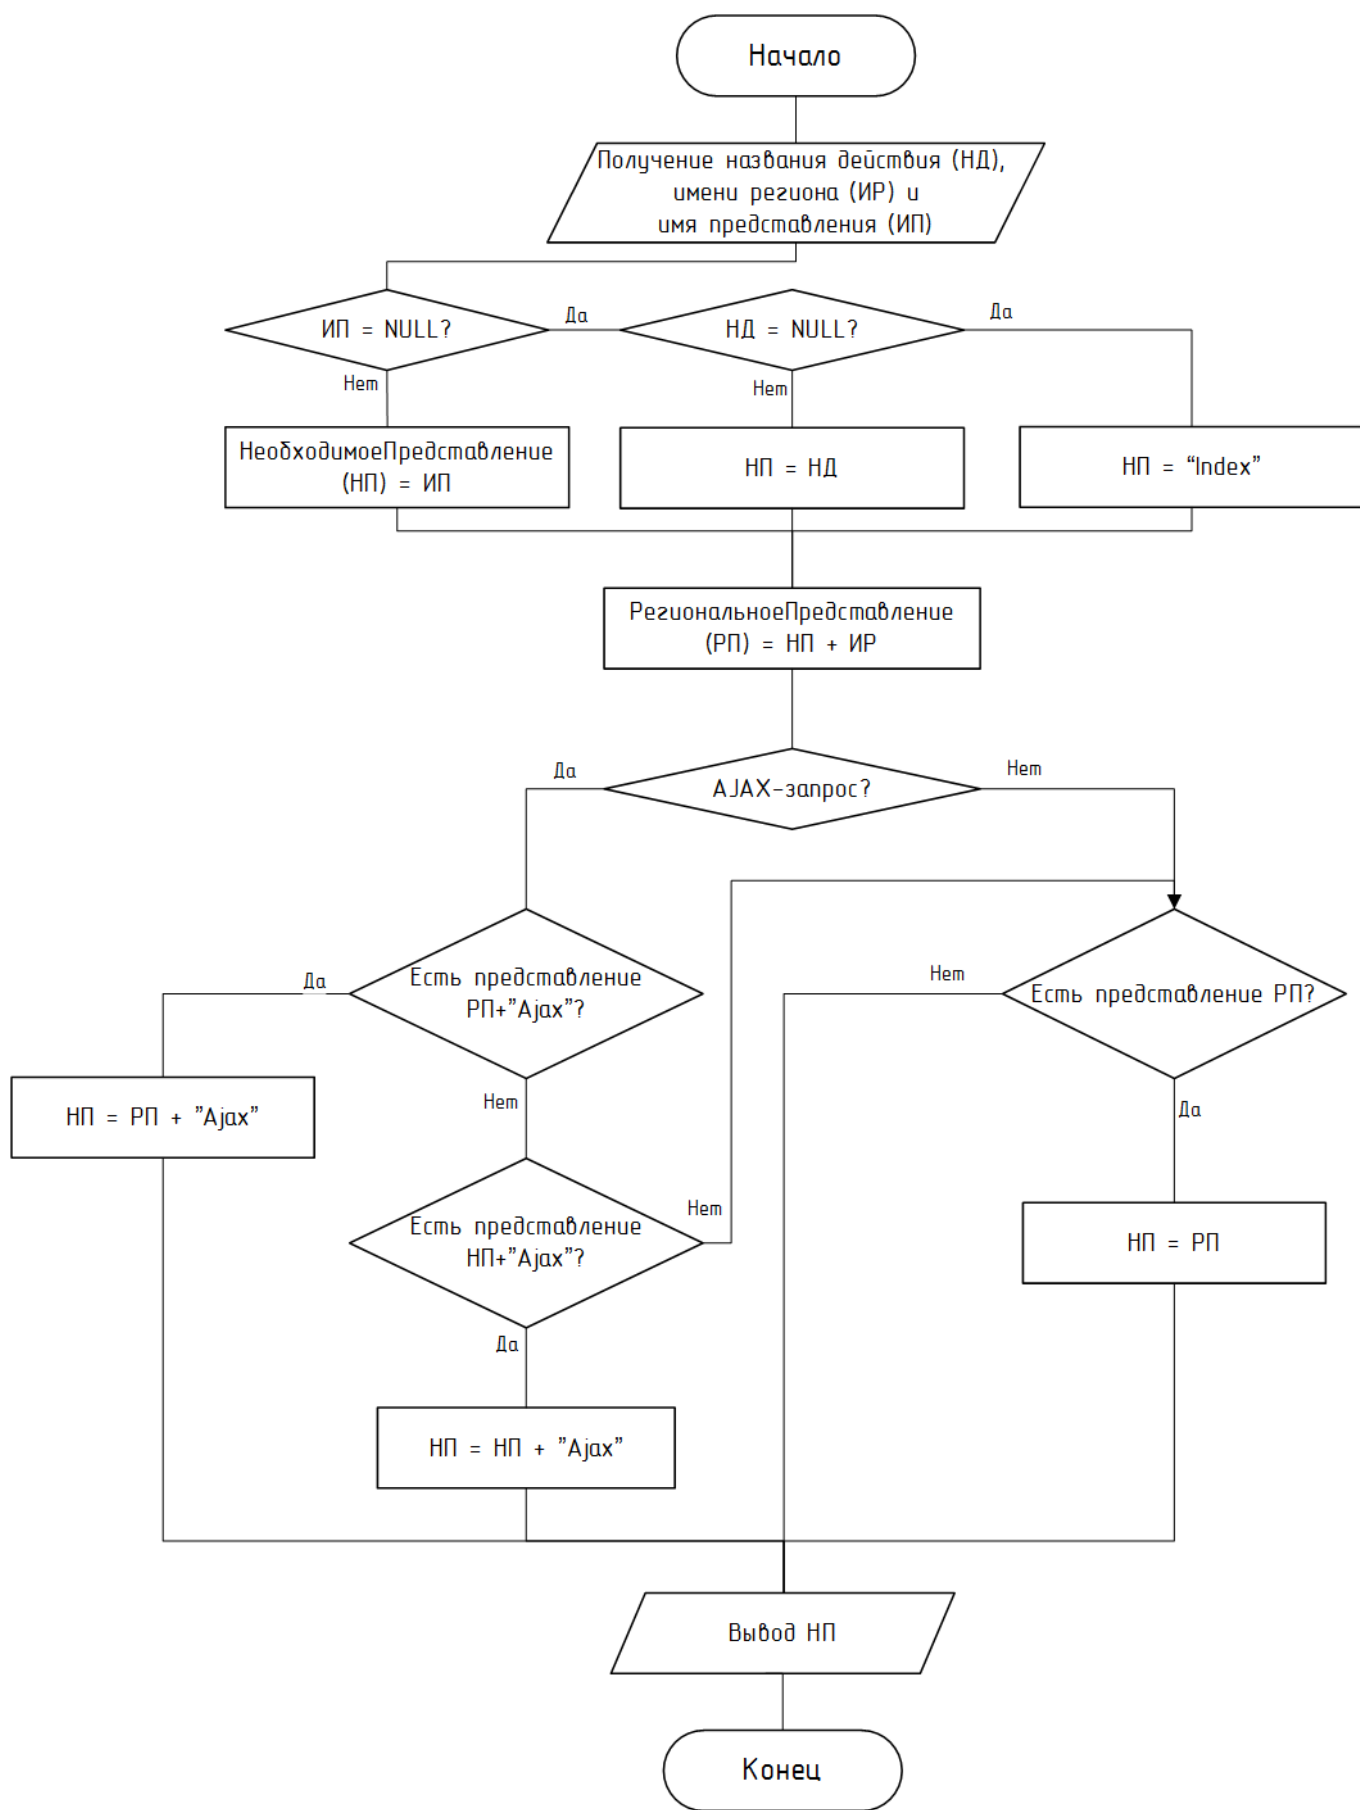 Начало
Получение названия действия (НД),
имени региона (ИР) и
имя представления (ИП)
ИП = NULL?
Да
НД = NULL?
Да
Нет
Нет
НеобходимоеПредставление
(НП) = ИП
НП = НД
НП = “Index”
РегиональноеПредставление
(РП) = НП + ИР
Да
AJAX-запрос?
Нет
Да
Есть представление
РП+”Ajax”?
Нет
Есть представление РП?
НП = РП + ”Ajax”
Нет
Да
Есть представление
НП+”Ajax”?
Нет
НП = РП
Да
НП = НП + ”Ajax”
Вывод НП
Конец